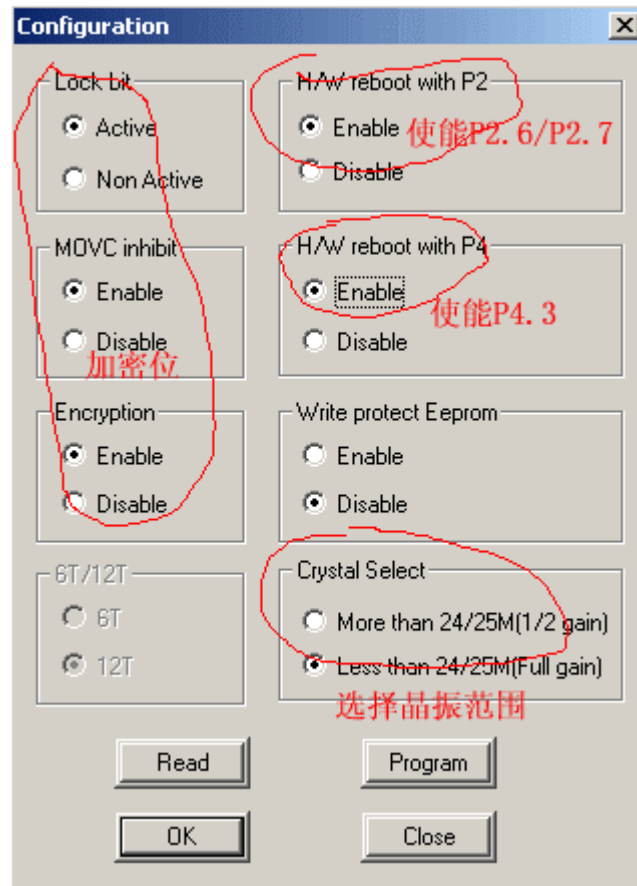 Configuration
Lock bit
Active
Non Active
H/W reboot with P2
Enable
使能P2.6/P2.7
Disable
MOVC inhibit
Enable
Disable
加密位
H/W reboot with P4
Enable
使能P4.3
Disable
Encryption
Enable
Disable
Write protect Eeprom
Enable
Disable
6T/12T
6T
12T
Crystal Select
More than 24/25M(1/2 gain)
Less than 24/25M(Full gain)
选择晶振范围
Read
Program
OK
Close